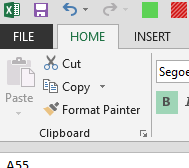 FILE HOME INSERT
Cut
Paste
Copy
Format Painter
Clipboard
Segoe
B I
A55